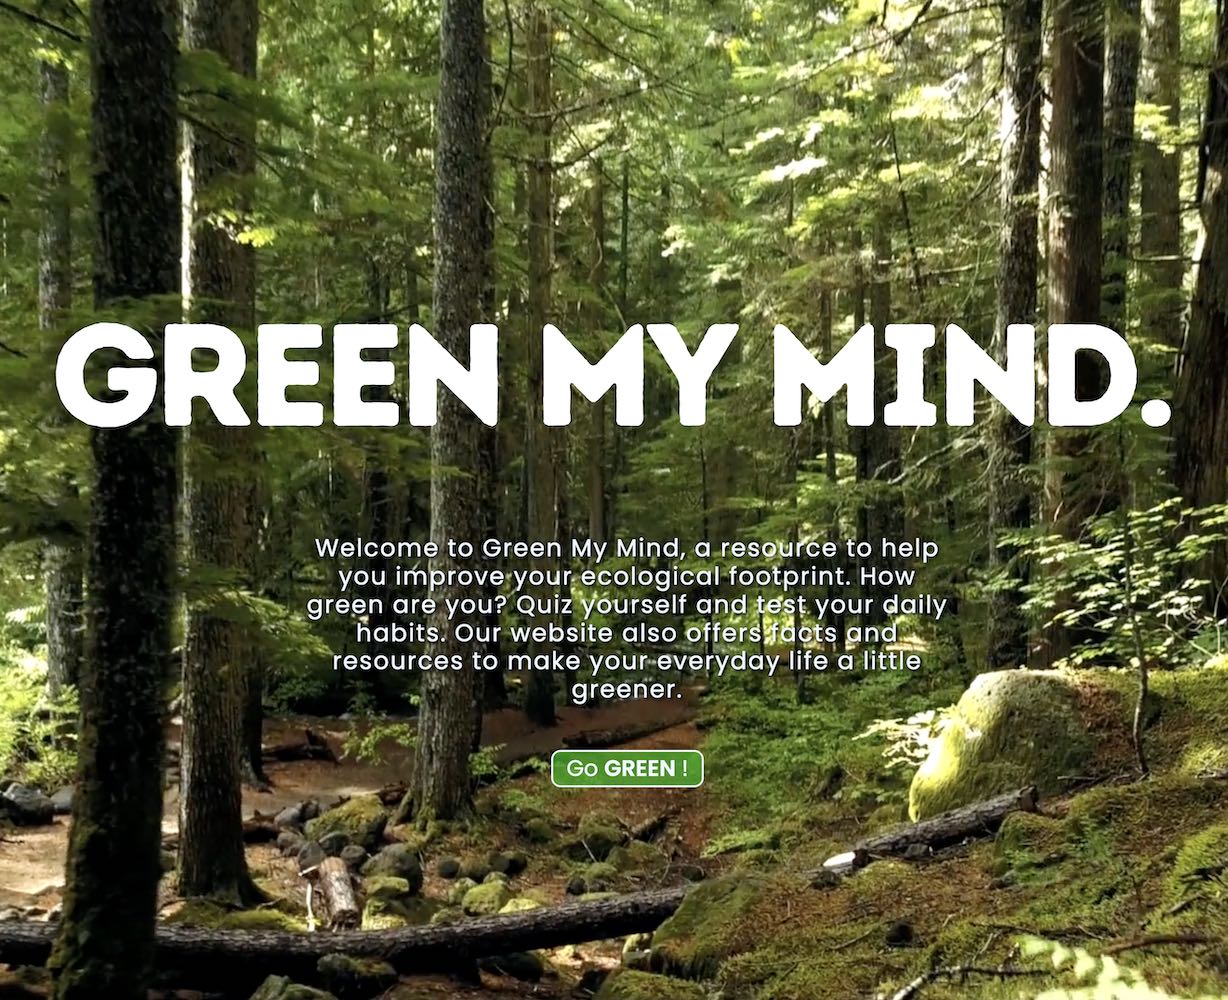 GREEN MY MIND.
Welcome to Green My Mind, a resource to help
you improve your ecological footprint. How
green are you? Quiz yourself and test your daily
habits. Our website also offers facts and
resources to make your everyday life a little
greener.
Go GREEN !